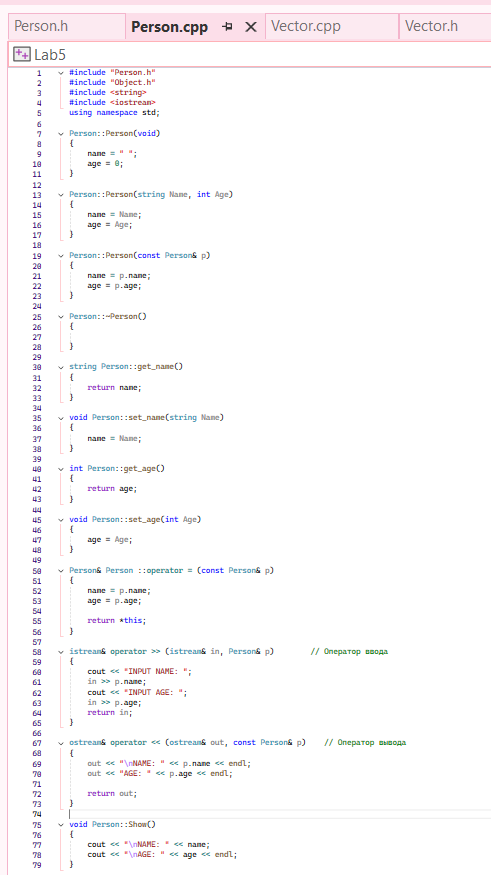 Person.h Person.cpp Vector.cpp Vector.h
Lab5
1 #include "Person.h"
2 #include "Object.h"
3 #include <string>
4 #include <iostream>
5 using namespace std;
6
7 Person::Person(void)
8 {
9 name = " ";
10 age = 0;
11 }
12
13 Person::Person(string Name, int Age)
14 {
15 name = Name;
16 age = Age;
17 }
18
19 Person::Person(const Person& p)
20 {
21 name = p.name;
22 age = p.age;
23 }
24
25 Person::~Person()
26 {
27
28 }
29
30 string Person::get_name()
31 {
32 return name;
33 }
34
35 void Person::set_name(string Name)
36 {
37 name = Name;
38 }
39
40 int Person::get_age()
41 {
42 return age;
43 }
44
45 void Person::set_age(int Age)
46 {
47 age = Age;
48 }
49
50 Person& Person ::operator = (const Person& p)
51 {
52 name = p.name;
53 age = p.age;
54
55 return *this;
56 }
57
58 istream& operator >> (istream& in, Person& p) // Оператор ввода
59 {
60 cout << "INPUT NAME: ";
61 in >> p.name;
62 cout << "INPUT AGE: ";
63 in >> p.age;
64 return in;
65 }
66
67 ostream& operator << (ostream& out, const Person& p) // Оператор вывода
68 {
69 out << "\nNAME: " << p.name << endl;
70 out << "AGE: " << p.age << endl;
71
72 return out;
73 }
74
75 void Person::Show()
76 {
77 cout << "\nNAME: " << name;
78 cout << "\nAGE: " << age << endl;
79 }